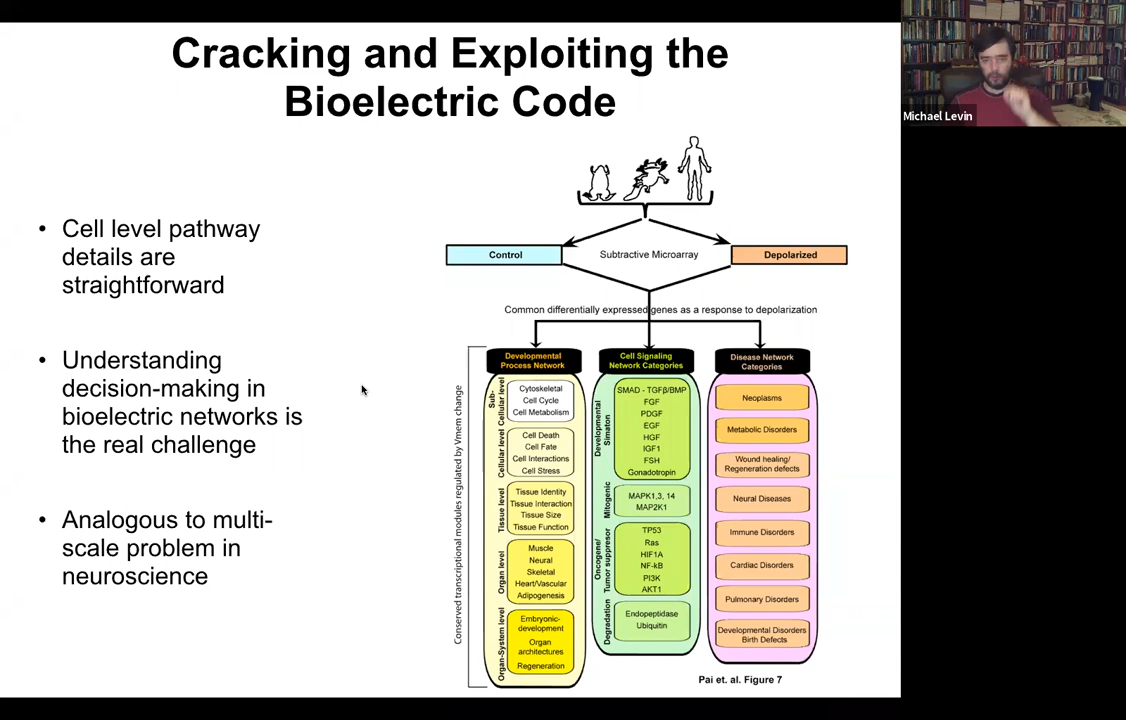 Cracking and Exploiting the
Bioelectric Code
Michael Levin
• Cell level pathway
details are
straightforward
• Understanding
decision-making in
bioelectric networks is
the real challenge
• Analogous to multi-
scale problem in
neuroscience
Control
Subtractive Microarray
Depolarized
Common differentially expressed genes as a response to depolarization
Conserved transcriptional modules regulated by Vmem change
Developmental
Process Network
Sub-
Cellular level
Cytoskeletal
Cell Cycle
Cell Metabolism
Cellular level
Cell Death
Cell Fate
Cell Interactions
Cell Stress
Tissue level
Tissue Identity
Tissue Interaction
Tissue Size
Tissue Function
Organ level
Muscle
Neural
Skeletal
Heart/Vascular
Adipogenesis
Organ-System level
Embryonic-
development
Organ
architectures
Regeneration
Cell Signaling
Network Categories
Developmental
Simaton
SMAD - TGFβ/BMP
FGF
PDGF
EGF
HGF
IGF1
FSH
Gonadotropin
Mitogenic
MAPK1,3, 14
MAP2K1
Oncogene/
Tumor suppresor
TP53
Ras
HIF1A
NF-kB
PI3K
AKT1
Degradation
Endopeptidase
Ubiquitin
Disease Network
Categories
Neoplasms
Metabolic Disorders
Wound healing/
Regeneration defects
Neural Diseases
Immune Disorders
Cardiac Disorders
Pulmonary Disorders
Developmental Disorders
Birth Defects
Pai et. al. Figure 7